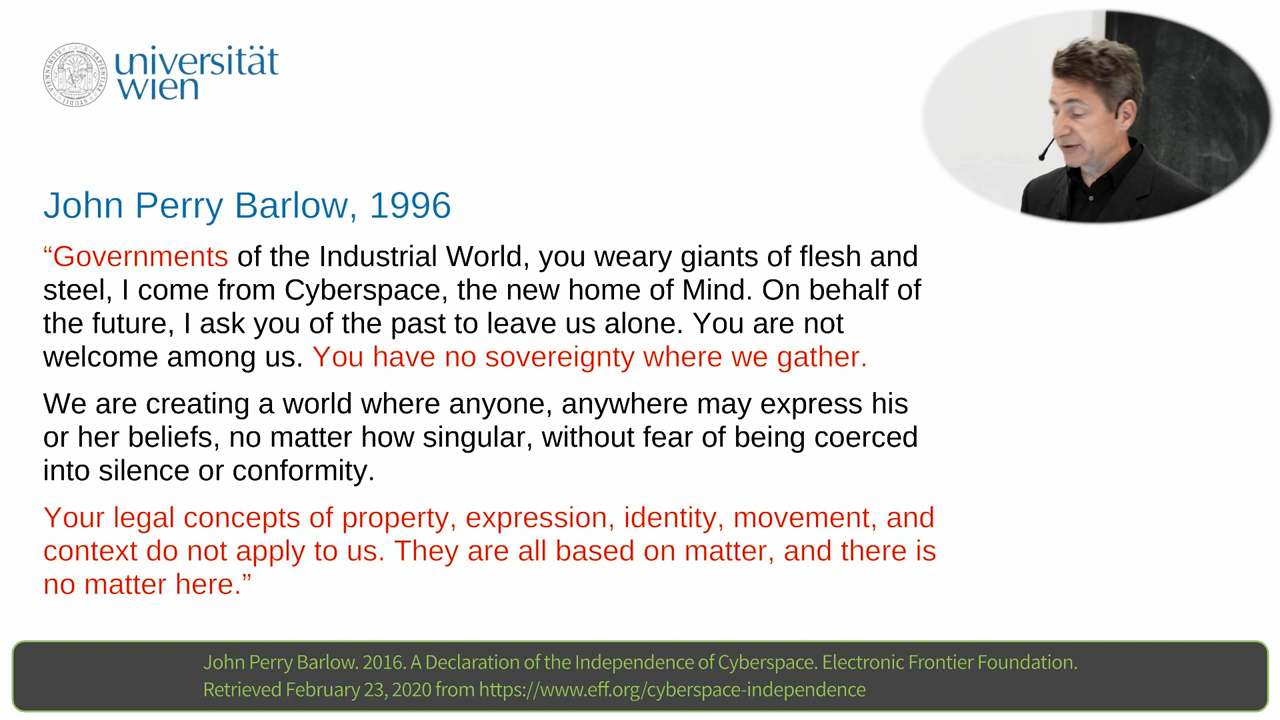 universität
wien
John Perry Barlow, 1996
“Governments of the Industrial World, you weary giants of flesh and
steel, I come from Cyberspace, the new home of Mind. On behalf of
the future, I ask you of the past to leave us alone. You are not
welcome among us. You have no sovereignty where we gather.
We are creating a world where anyone, anywhere may express his
or her beliefs, no matter how singular, without fear of being coerced
into silence or conformity.
Your legal concepts of property, expression, identity, movement, and
context do not apply to us. They are all based on matter, and there is
no matter here.”
John Perry Barlow. 2016. A Declaration of the Independence of Cyberspace. Electronic Frontier Foundation.
Retrieved February 23, 2020 from https://www.eff.org/cyberspace-independence